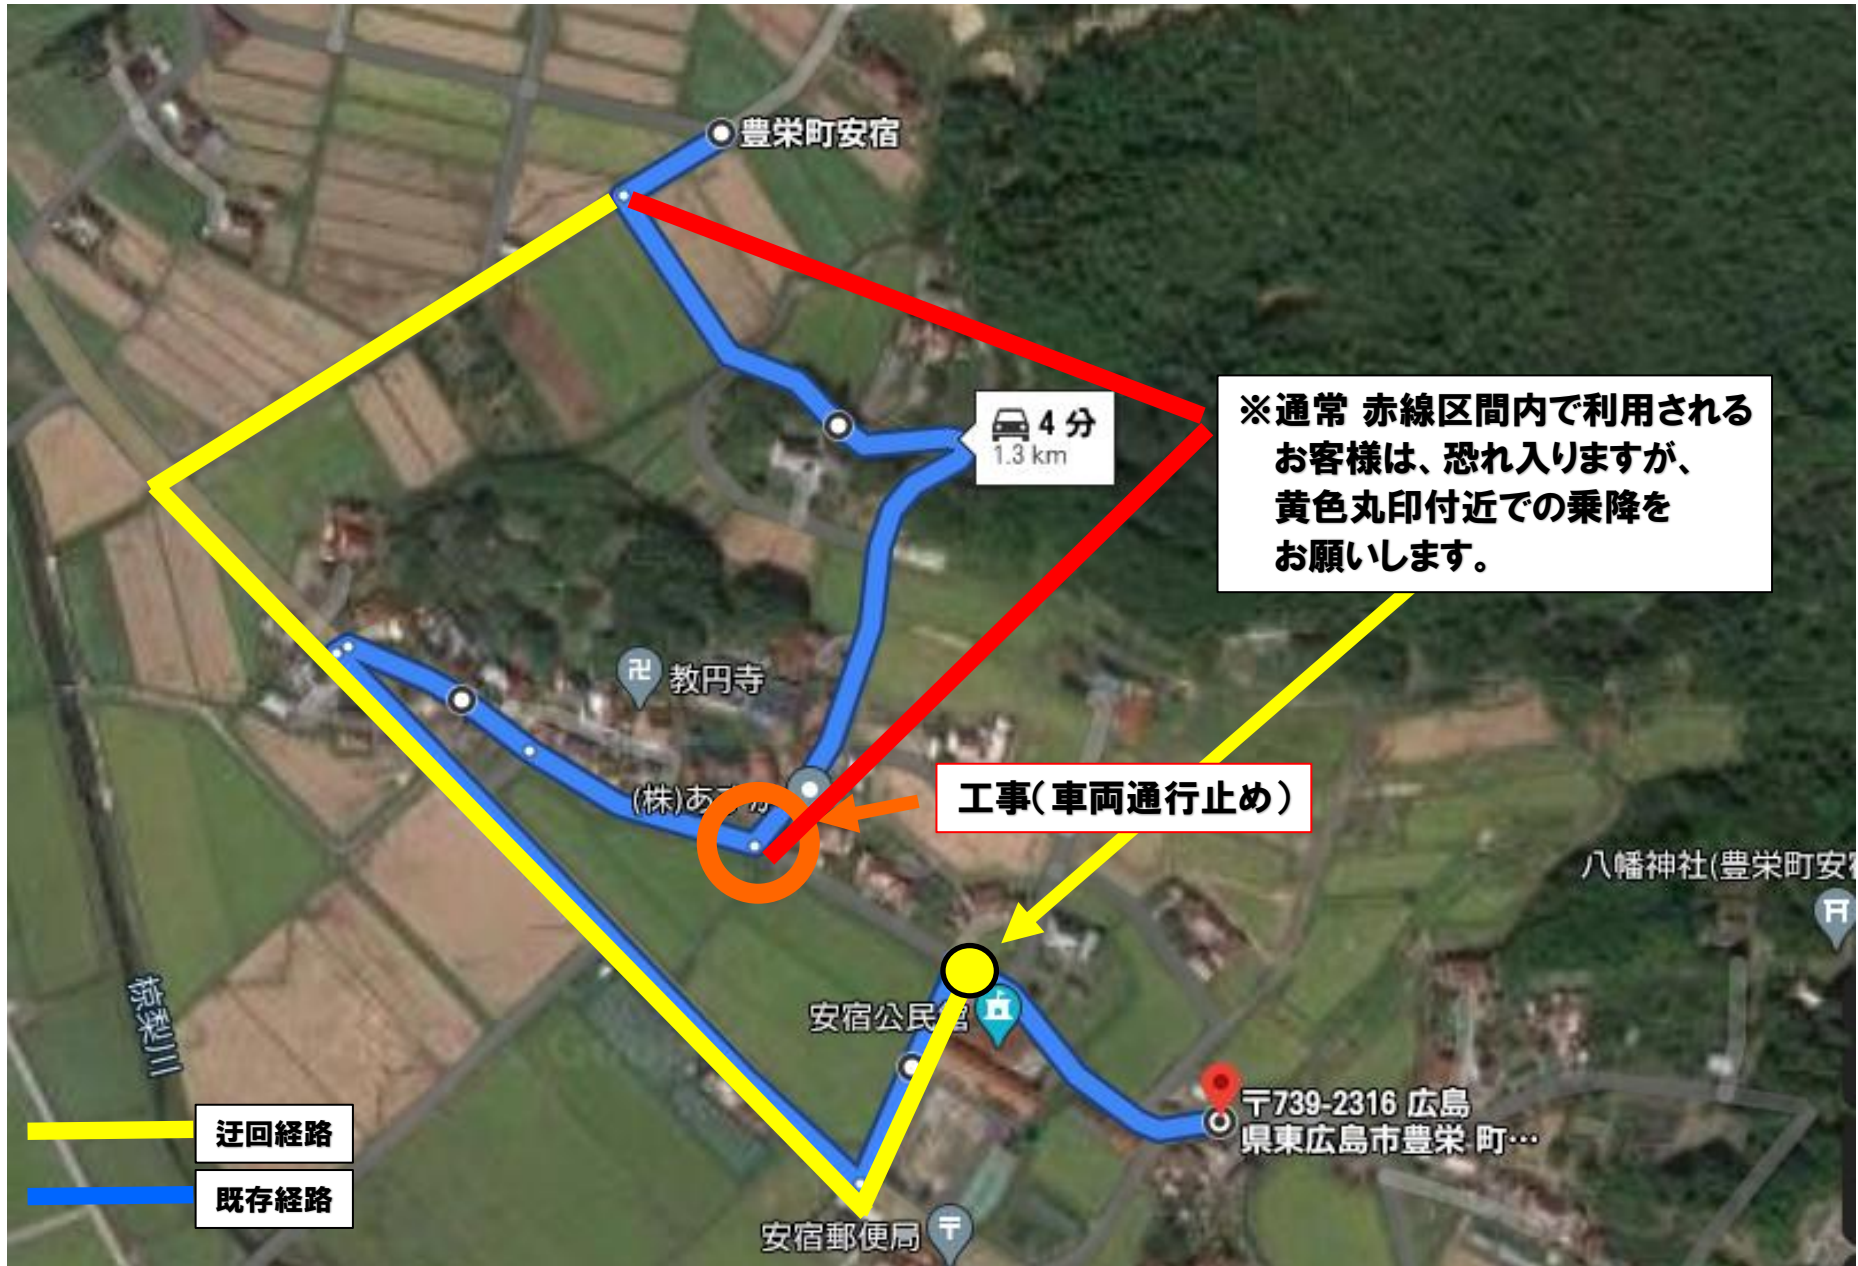 豊栄町安宿
4 分
1.3 km
※通常 赤線区間内で利用される
お客様は、恐れ入りますが、
黄色丸印付近での乗降を
お願いします。
卍
教円寺
(株)あ
工事(車両通行止め)
八幡神社(豊栄町安宿
安宿公民館
椋梨川
〒739-2316 広島
県東広島市豊栄 町…
迂回経路
既存経路
安宿郵便局
〒